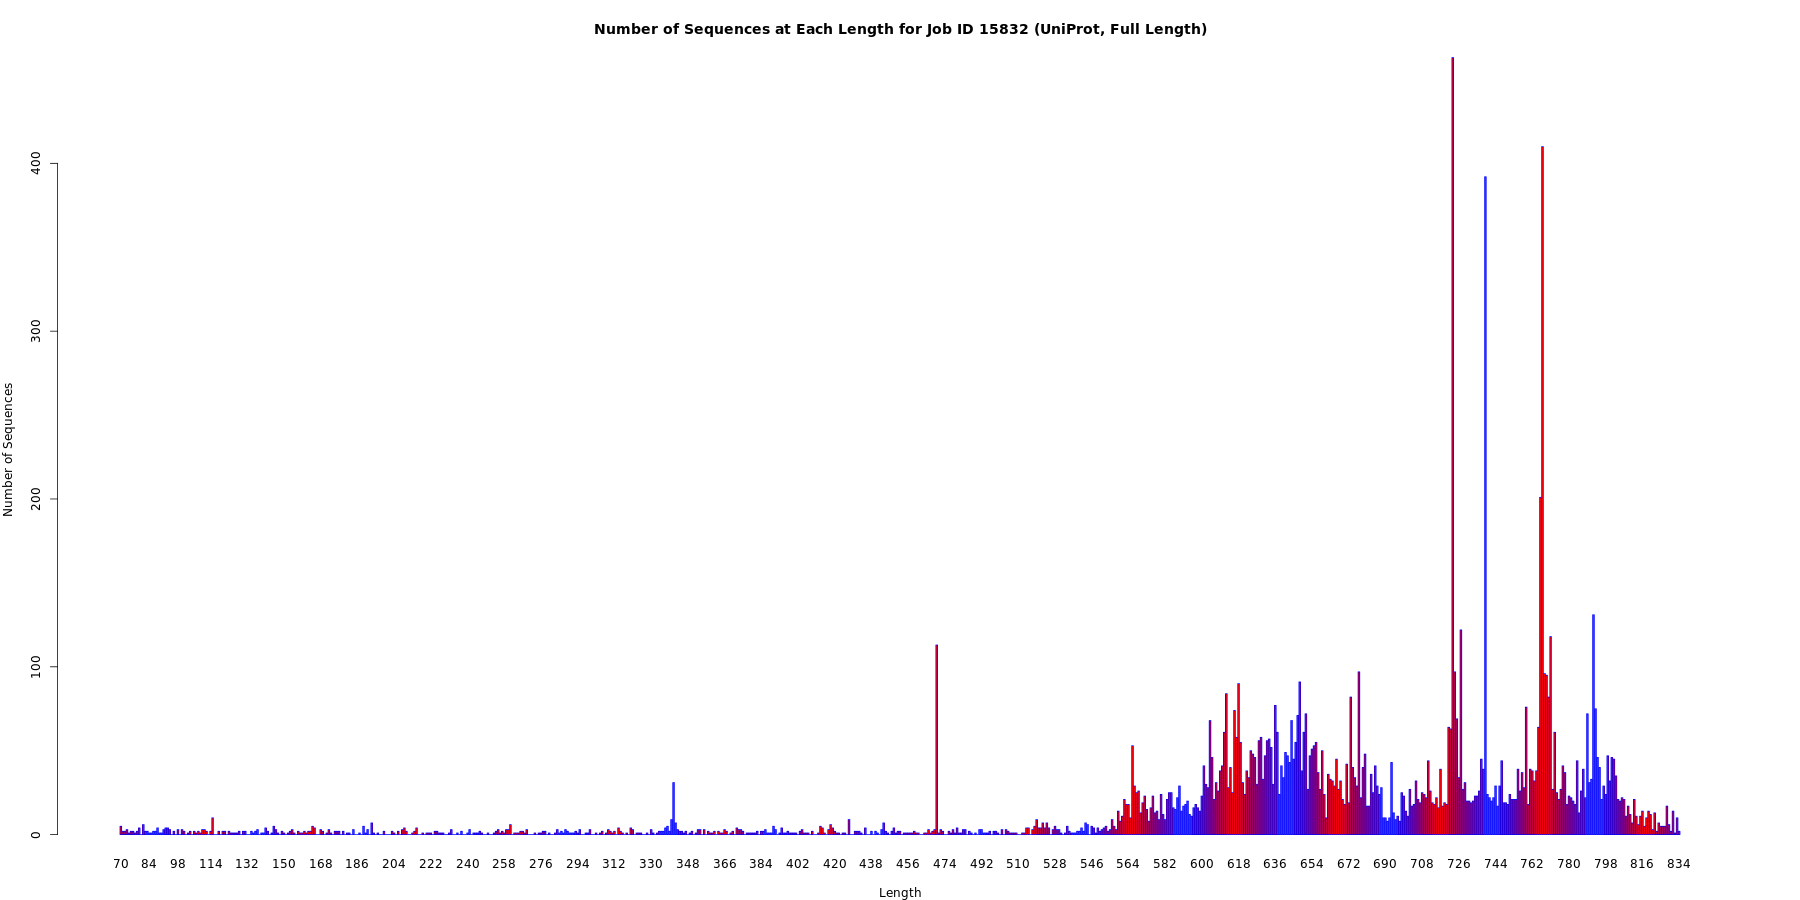 Number of Sequences at Each Length for Job ID 15832 (UniProt, Full Length)
Number of Sequences
400
300
200
100
0
70 84 98 114 132 150 168 186 204 222 240 258 276 294 312 330 348 366 384 402 420 438 456 474 492 510 528 546 564 582 600 618 636 654 672 690 708 726 744 762 780 798 816 834
Length